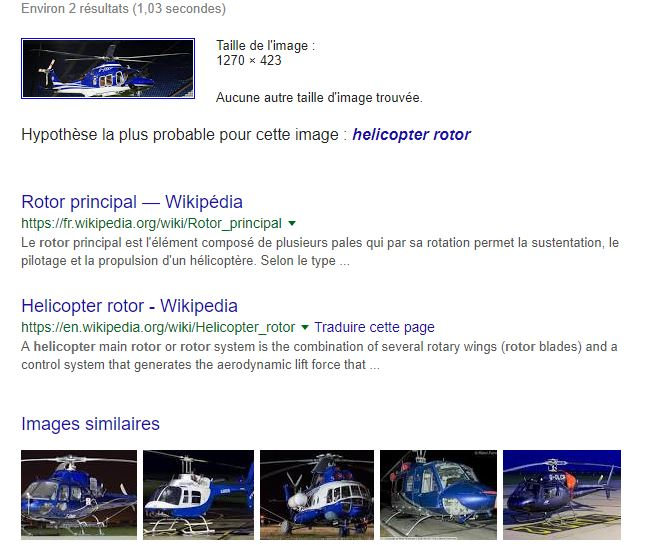 Environ 2 résultats (1,03 secondes)
Taille de l'image :
1270 × 423
Aucune autre taille d'image trouvée.
Hypothèse la plus probable pour cette image : helicopter rotor
Rotor principal — Wikipédia
https://fr.wikipedia.org/wiki/Rotor_principal
Le rotor principal est l'élément composé de plusieurs pales qui par sa rotation permet la sustentation, le
pilotage et la propulsion d'un hélicoptère. Selon le type ...
Helicopter rotor - Wikipedia
https://en.wikipedia.org/wiki/Helicopter_rotor Traduire cette page
A helicopter main rotor or rotor system is the combination of several rotary wings (rotor blades) and a
control system that generates the aerodynamic lift force that ...
Images similaires